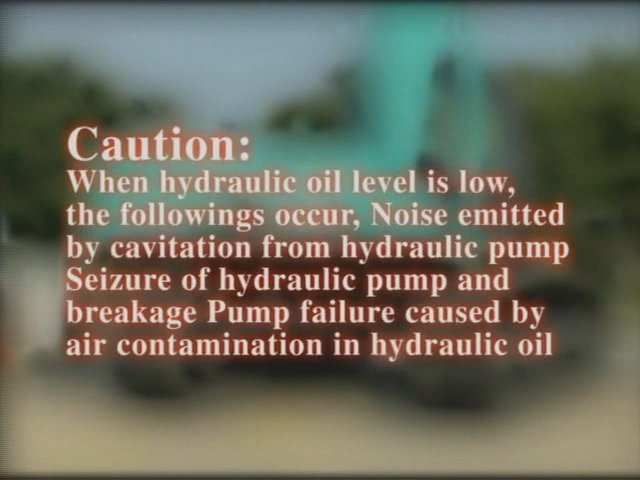 Caution:
When hydraulic oil level is low,
the followings occur, Noise emitted
by cavitation from hydraulic pump
Seizure of hydraulic pump and
breakage Pump failure caused by
air contamination in hydraulic oil